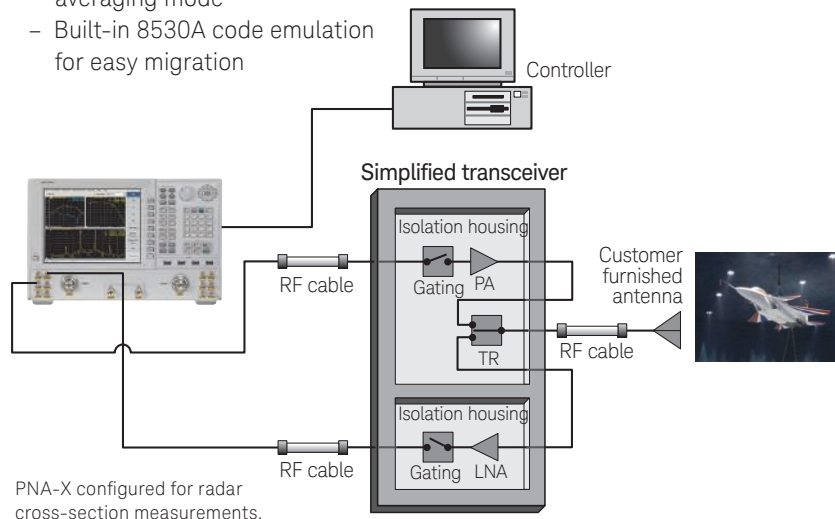 averaging mode
– Built-in 8530A code emulation
for easy migration
Controller
Simplified transceiver
Isolation housing
Gating PA
RF cable
Customer
furnished
antenna
TR
RF cable
Isolation housing
Gating LNA
RF cable
PNA-X configured for radar
cross-section measurements.